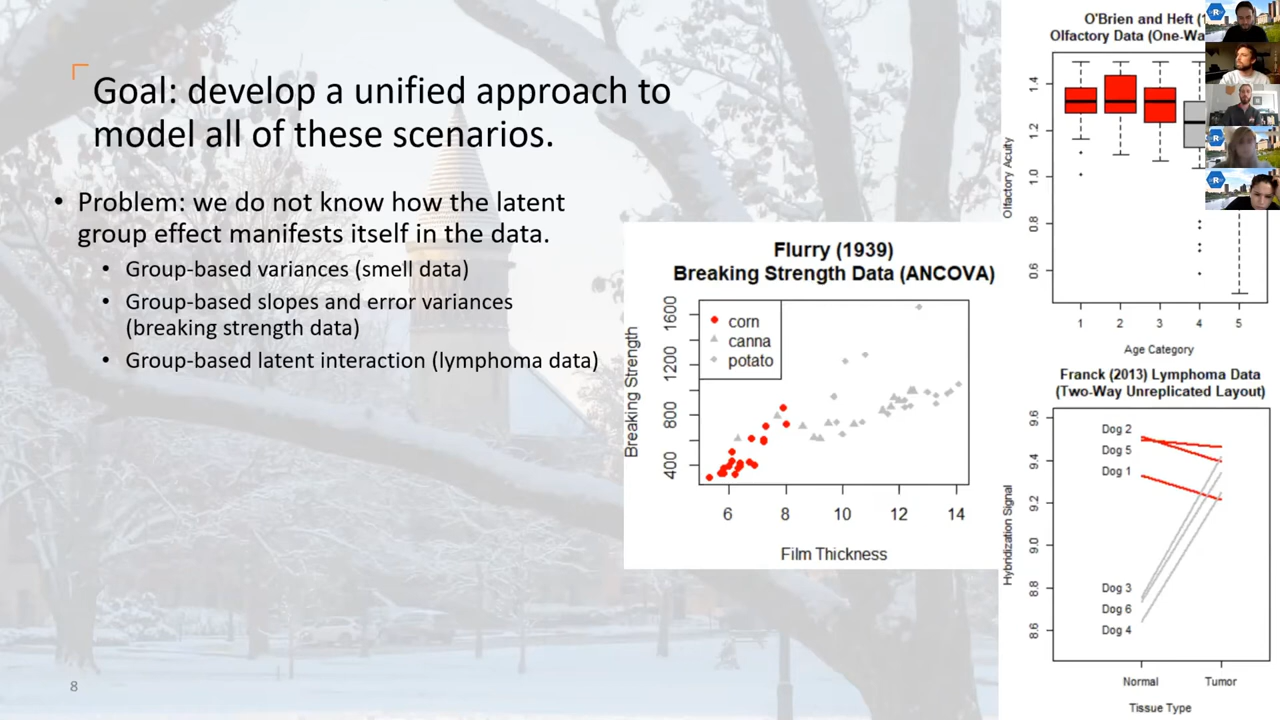 Goal: develop a unified approach to
model all of these scenarios.
• Problem: we do not know how the latent
group effect manifests itself in the data.
• Group-based variances (smell data)
• Group-based slopes and error variances
(breaking strength data)
• Group-based latent interaction (lymphoma data)
8
Flurry (1939)
Breaking Strength Data (ANCOVA)
corn
canna
potato
Breaking Strength
1600
1200
800
400
6 8 10 12 14
Film Thickness
O'Brien and Heft (1
Olfactory Data (One-Wa
Olfactory Acuity
1.4
1.2
1.0
0.8
0.6
1 2 3 4 5
Age Category
Franck (2013) Lymphoma Data
(Two-Way Unreplicated Layout)
Hybridization Signal
9.6
9.4
9.2
9.0
8.8
8.6
Dog 2
Dog 5
Dog 1
Dog 3
Dog 6
Dog 4
Normal Tumor
Tissue Type
R
R
R